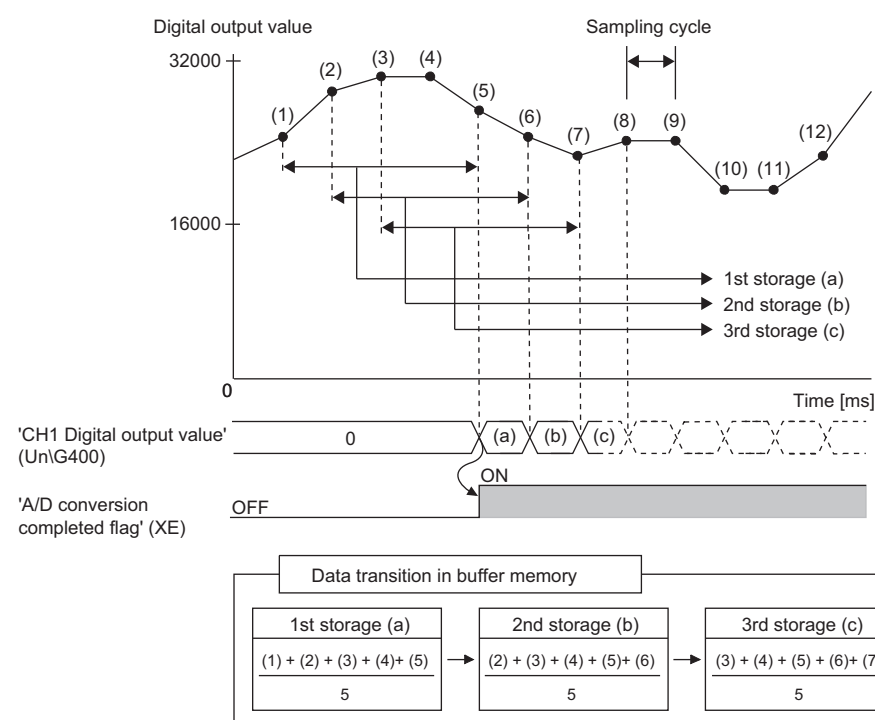 Digital output value
Sampling cycle
32000
(1)
(2)
(3)
(4)
(5)
(6)
(7)
(8)
(9)
(10)
(11)
(12)
16000
1st storage (a)
2nd storage (b)
3rd storage (c)
0
Time [ms]
'CH1 Digital output value'
(Un\G400)
0
(a)
(b)
(c)
'A/D conversion
completed flag' (XE)
OFF
ON
Data transition in buffer memory
1st storage (a)
(1) + (2) + (3) + (4)+ (5)
5
2nd storage (b)
(2) + (3) + (4) + (5)+ (6)
5
3rd storage (c)
(3) + (4) + (5) + (6)+ (7
5